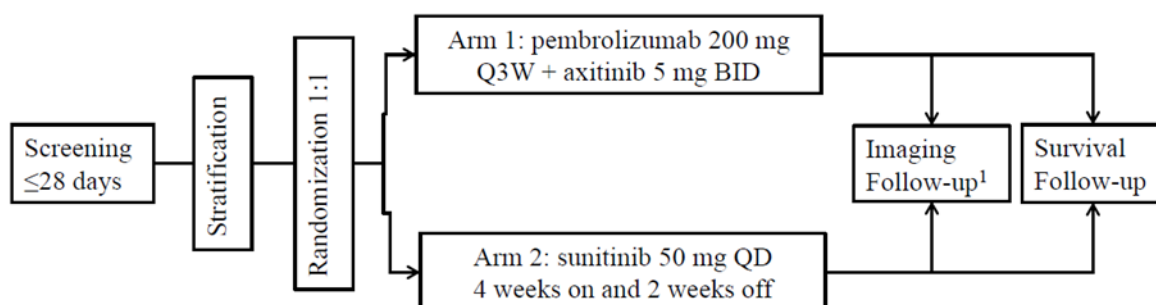 Screening
≤28 days
Stratification
Randomization 1:1
Arm 1: pembrolizumab 200 mg
Q3W + axitinib 5 mg BID
Arm 2: sunitinib 50 mg QD
4 weeks on and 2 weeks off
Imaging
Follow-up¹
Survival
Follow-up